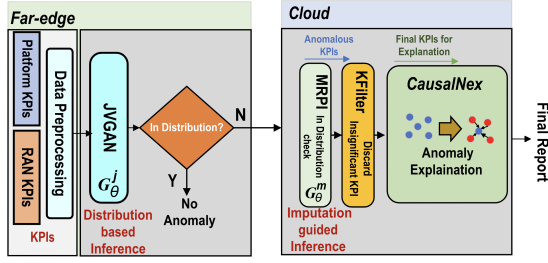 Far-edge
Platform KPIs
RAN KPIs
Data Preprocessing
KPIs
JVGAN
G_θ^j
Distribution
based
Inference
In Distribution?
Y
No
Anomaly
N
Cloud
Anomalous
KPIs
MRPI
In Distribution
check
G_θ^m
Imputation
guided
Inference
KFilter
Discard
Insignificant KPI
Final KPIs for
Explanation
CausalNex
Anomaly
Explaination
Final Report